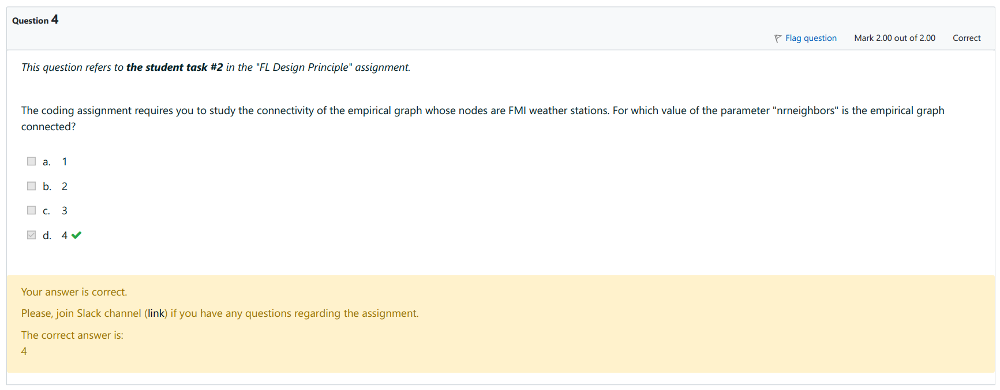 Question 4
Flag question Mark 2.00 out of 2.00 Correct
This question refers to the student task #2 in the "FL Design Principle" assignment.
The coding assignment requires you to study the connectivity of the empirical graph whose nodes are FMI weather stations. For which value of the parameter "nrneighbors" is the empirical graph
connected?
a. 1
b. 2
c. 3
d. 4
Your answer is correct.
Please, join Slack channel (link) if you have any questions regarding the assignment.
The correct answer is:
4